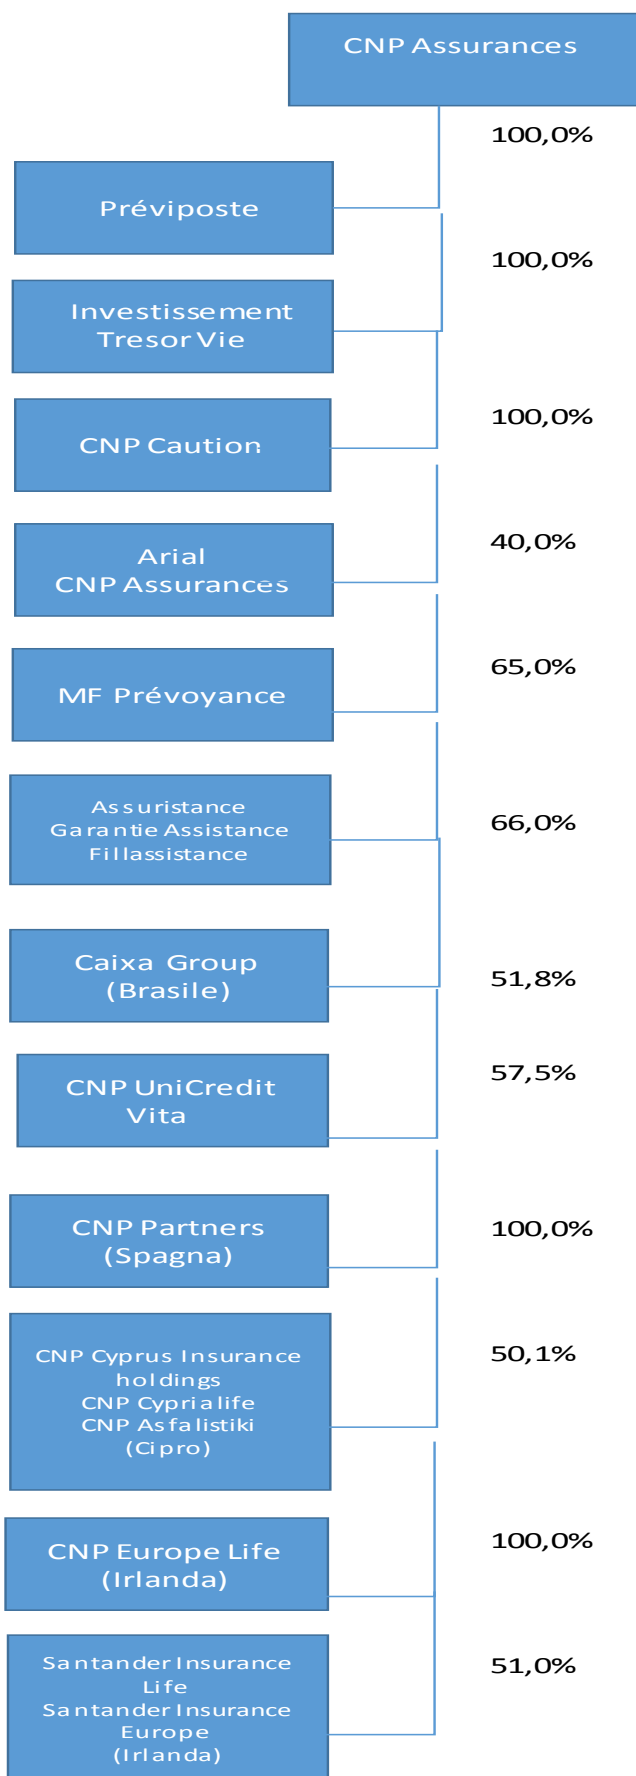 CNP Assurances
100,0%
Préviposte
100,0%
Investissement
Tresor Vie
100,0%
CNP Caution
40,0%
Arial
CNP Assurances
65,0%
MF Prévoyance
66,0%
Assuristance
Garantie Assistance
Fillassistance
51,8%
Caixa Group
(Brasile)
57,5%
CNP UniCredit
Vita
100,0%
CNP Partners
(Spagna)
50,1%
CNP Cyprus Insurance
holdings
CNP Cyprialife
CNP Asfalistiki
(Cipro)
100,0%
CNP Europe Life
(Irlanda)
51,0%
Santander Insurance
Life
Santander Insurance
Europe
(Irlanda)